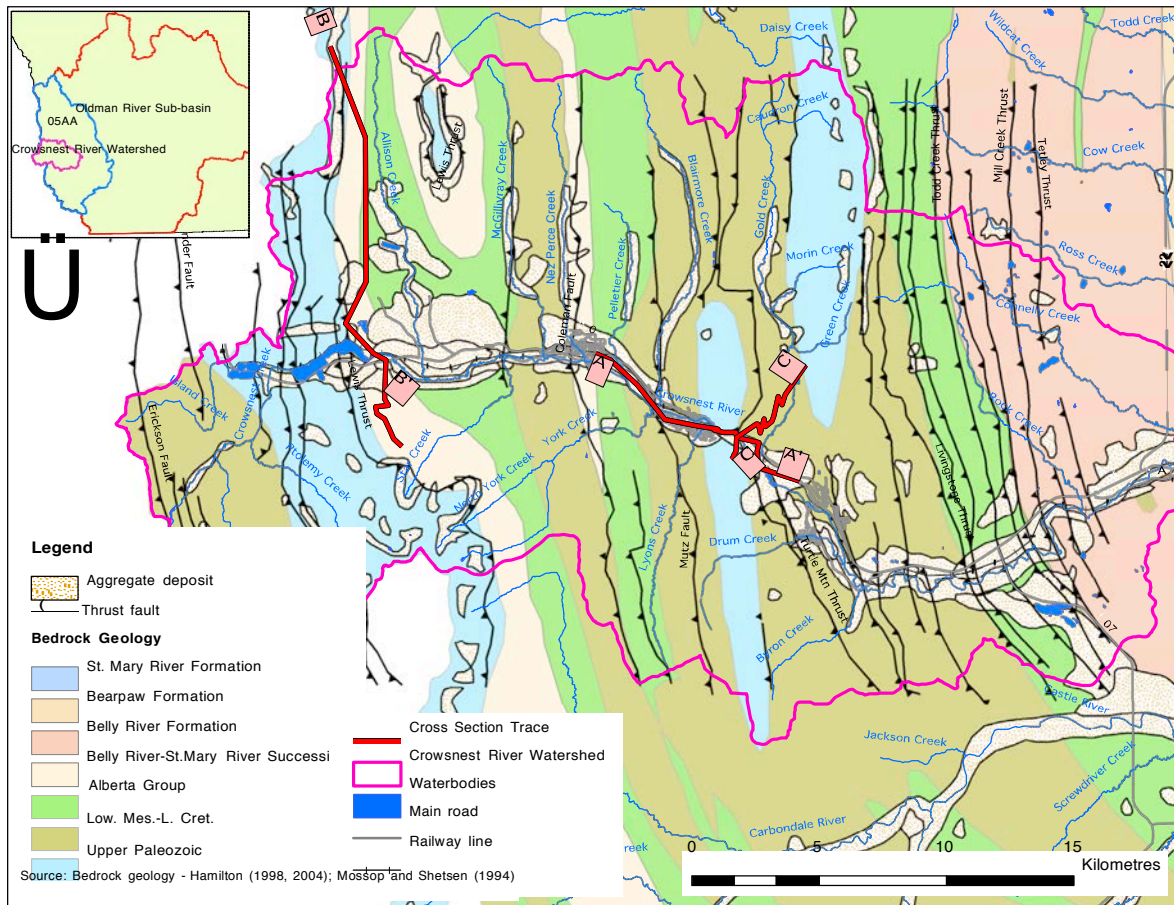 B
Daisy Creek
Todd Creek
Wildcat Creek
Oldman River Sub-basin
05AA
Crowsnest River Watershed
Caudron Creek
Allison Creek
Lewis Thrust
McGillivray Creek
Nez Perce Creek
Blairmore Creek
Gold Creek
Todd Creek Thrust
Mill Creek Thrust
Tetley Thrust
Cow Creek
Ü
nder Fault
Coleman Fault
Pelletier Creek
Morin Creek
Green Creek
Ross Creek
22
Connelly Creek
Island Creek
Crowsnest Creek
Lewis Thrust
B'
A
C
Crowsnest River
Rock Creek
Erickson Fault
Ptolemy Creek
Star Creek
York Creek
North York Creek
A'
Livingstone Thrust
A
Lyons Creek
Mutz Fault
Drum Creek
Turtle Mtn Thrust
Byron Creek
07
Castle River
Jackson Creek
Screwdriver Creek
Carbondale River
reek
Legend
Aggregate deposit
Thrust fault
Bedrock Geology
St. Mary River Formation
Bearpaw Formation
Belly River Formation
Belly River-St.Mary River Successi
Alberta Group
Low. Mes.-L. Cret.
Upper Paleozoic
Cross Section Trace
Crowsnest River Watershed
Waterbodies
Main road
Railway line
Source: Bedrock geology - Hamilton (1998, 2004); Mossop and Shetsen (1994)
0 5 10 15
Kilometres